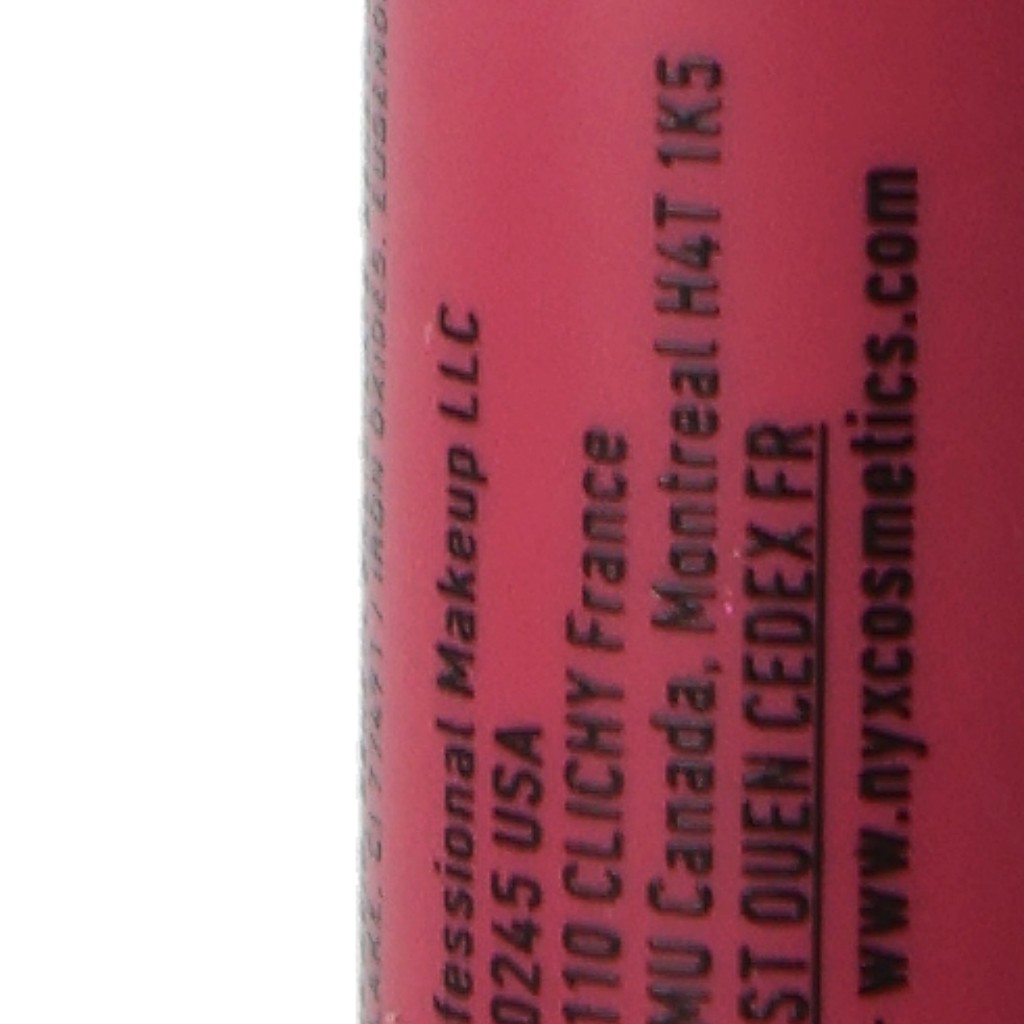 fessional Makeup LLC
0245 USA
110 CLICHY France
MU Canada, Montreal H4T 1K5
ST OUEN CEDEX FR
www.nyxcosmetics.com